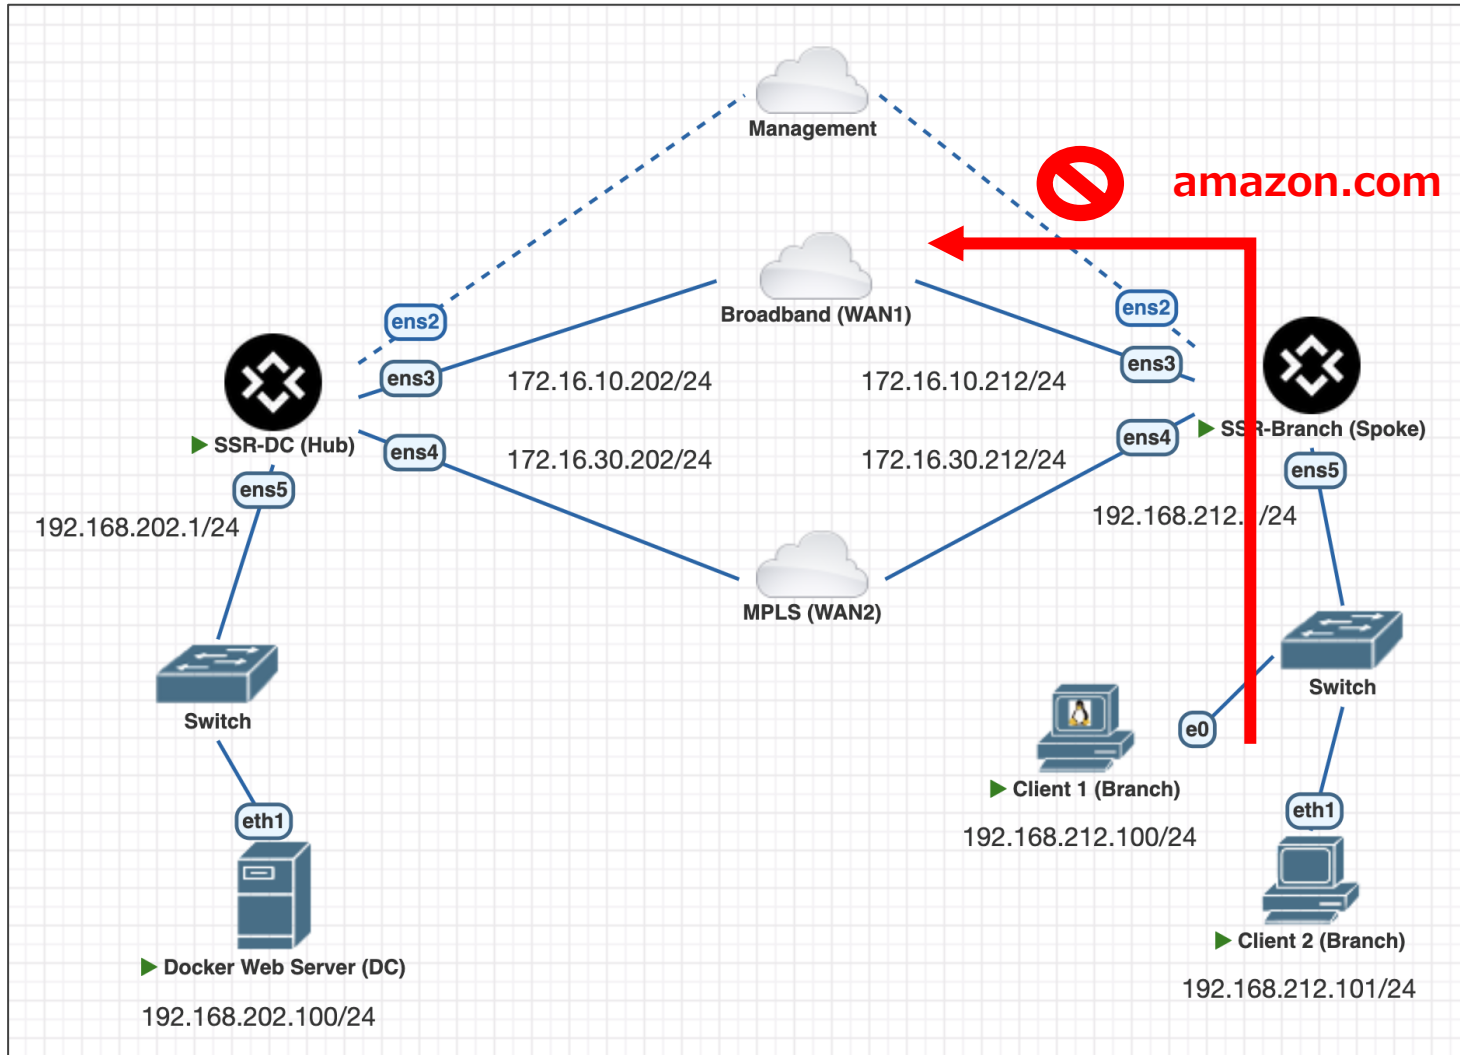 Management
amazon.com
Broadband (WAN1)
ens2
ens2
ens3
172.16.10.202/24
172.16.10.212/24
ens3
SSR-DC (Hub)
SSR-Branch (Spoke)
ens4
172.16.30.202/24
172.16.30.212/24
ens4
ens5
ens5
192.168.202.1/24
192.168.212. /24
MPLS (WAN2)
Switch
Switch
e0
Client 1 (Branch)
192.168.212.100/24
eth1
eth1
Client 2 (Branch)
Docker Web Server (DC)
192.168.212.101/24
192.168.202.100/24